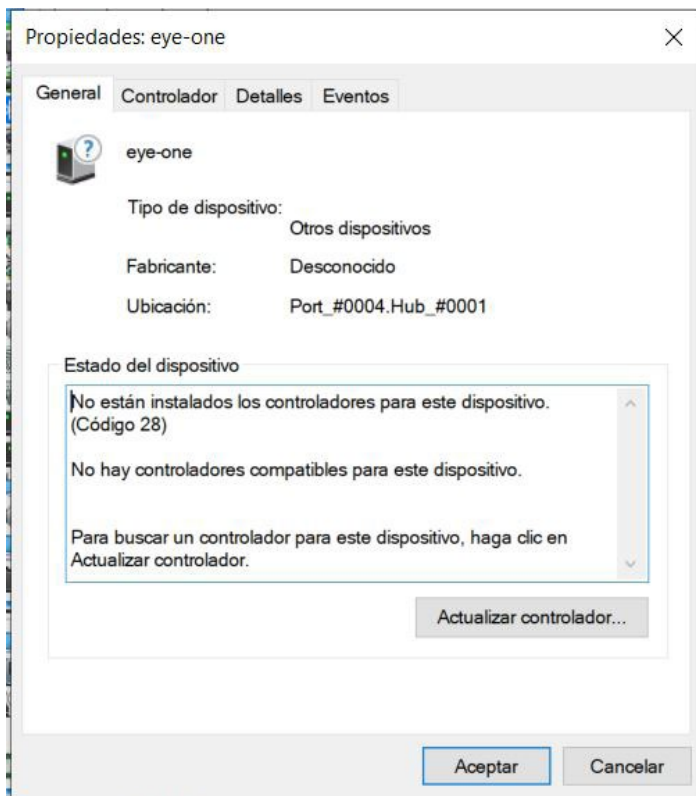 Propiedades: eye-one
General Controlador Detalles Eventos
eye-one
Tipo de dispositivo:
Otros dispositivos
Fabricante: Desconocido
Ubicación: Port_#0004.Hub_#0001
Estado del dispositivo
No están instalados los controladores para este dispositivo.
(Código 28)
No hay controladores compatibles para este dispositivo.
Para buscar un controlador para este dispositivo, haga clic en
Actualizar controlador.
Actualizar controlador...
Aceptar Cancelar